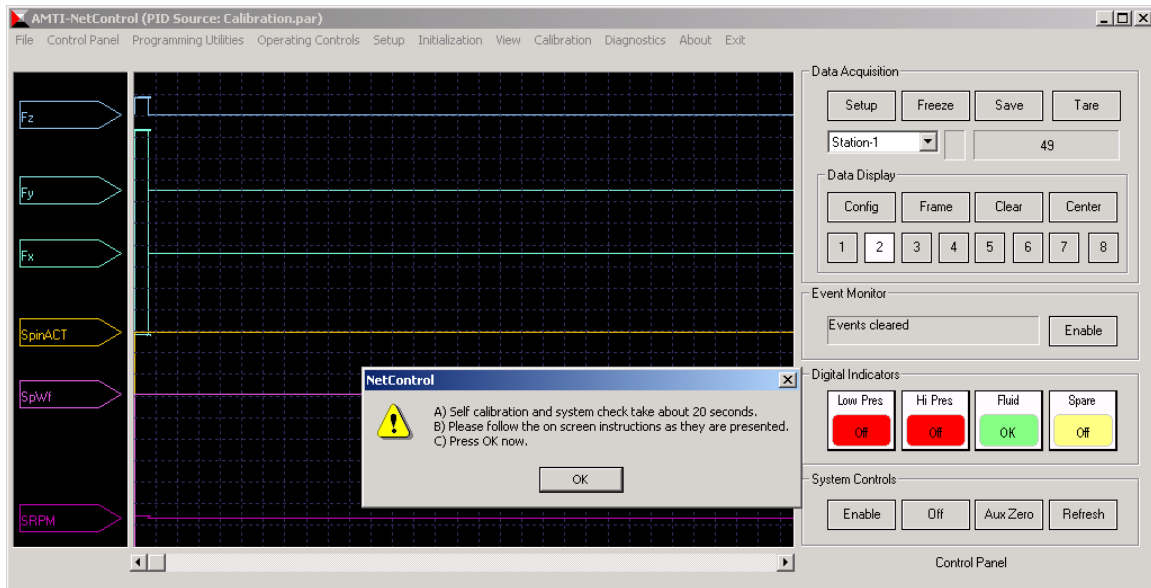 AMTI-NetControl (PID Source: Calibration.par)
File Control Panel Programming Utilities Operating Controls Setup Initialization View Calibration Diagnostics About Exit
Fz
Fy
Fx
SpinACT
SpWf
SRPM
NetControl
A) Self calibration and system check take about 20 seconds.
B) Please follow the on screen instructions as they are presented.
C) Press OK now.
OK
Data Acquisition
Setup Freeze Save Tare
Station-1 49
Data Display
Config Frame Clear Center
1 2 3 4 5 6 7 8
Event Monitor
Events cleared Enable
Digital Indicators
Low Pres Hi Pres Fluid Spare
Off Off OK Off
System Controls
Enable Off Aux Zero Refresh
Control Panel